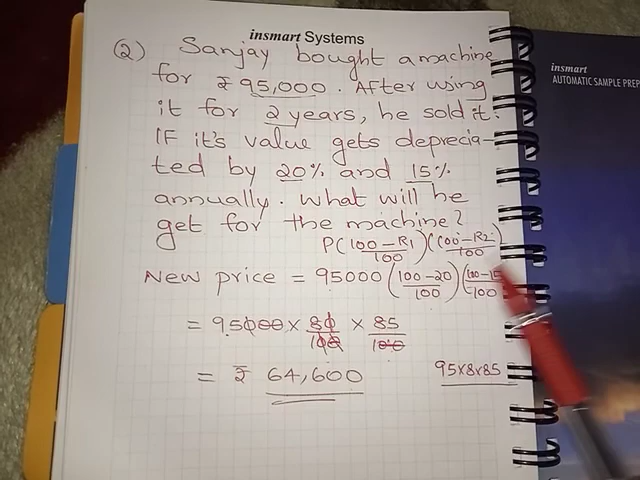 insmart Systems
(2) Sanjay bought a machine
for ₹ 95,000. After using
it for 2 years, he sold it.
If it's value gets deprecia-
ted by 20% and 15%
annually. What will he
get for the machine?
P(100-R1/100)(100-R2/100)
New price = 95000 (100-20/100)(100-15/100)
= 95000 × 80/100 × 85/100
= ₹ 64,600
95x8x85
insmart
AUTOMATIC SAMPLE PREP